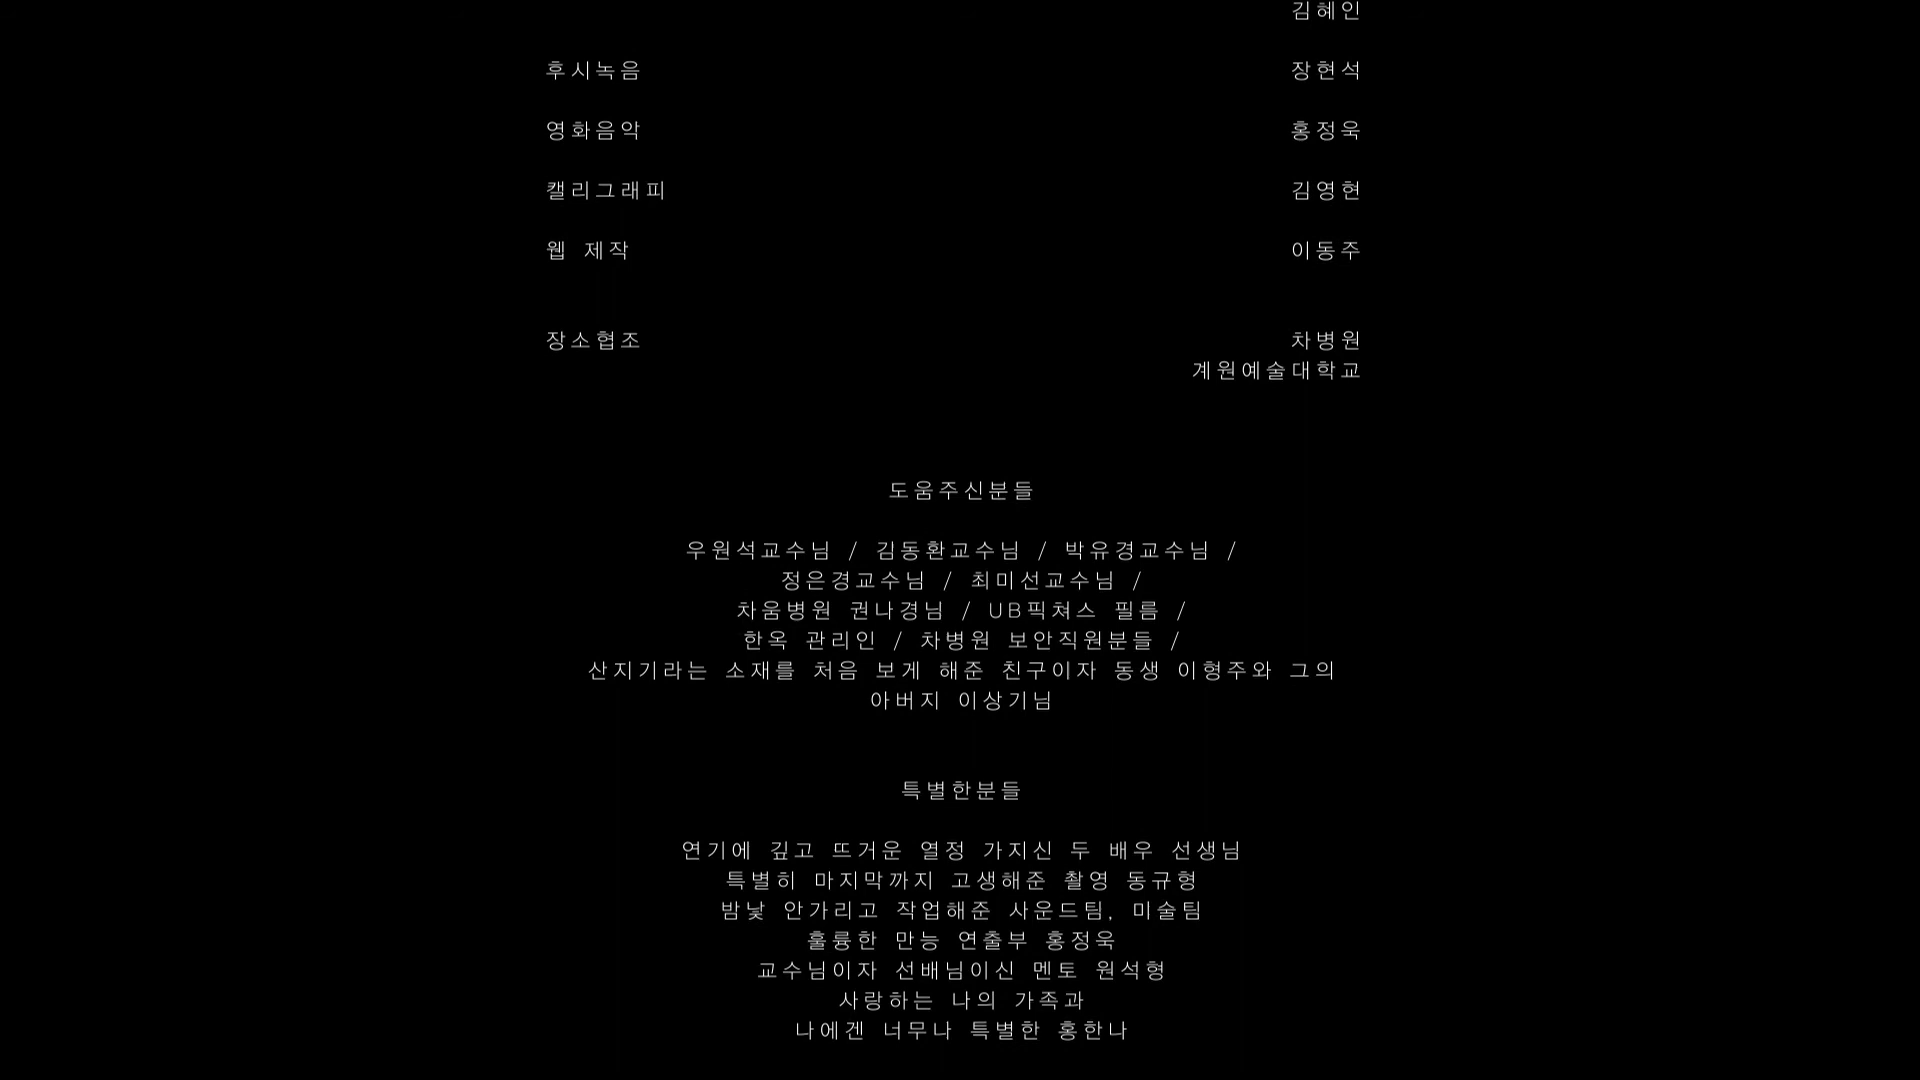 김혜인
후시녹음 장현석
영화음악 홍정욱
캘리그래피 김영현
웹 제작 이동주
장소협조 차병원
계원예술대학교
도움주신분들
우원석교수님 / 김동환교수님 / 박유경교수님 /
정은경교수님 / 최미선교수님 /
차움병원 권나경님 / UB픽쳐스 필름 /
한옥 관리인 / 차병원 보안직원분들 /
산지기라는 소재를 처음 보게 해준 친구이자 동생 이형주와 그의
아버지 이상기님
특별한분들
연기에 깊고 뜨거운 열정 가지신 두 배우 선생님
특별히 마지막까지 고생해준 촬영 동규형
밤낯 안가리고 작업해준 사운드팀, 미술팀
훌륭한 만능 연출부 홍정욱
교수님이자 선배님이신 멘토 원석형
사랑하는 나의 가족과
나에겐 너무나 특별한 홍한나